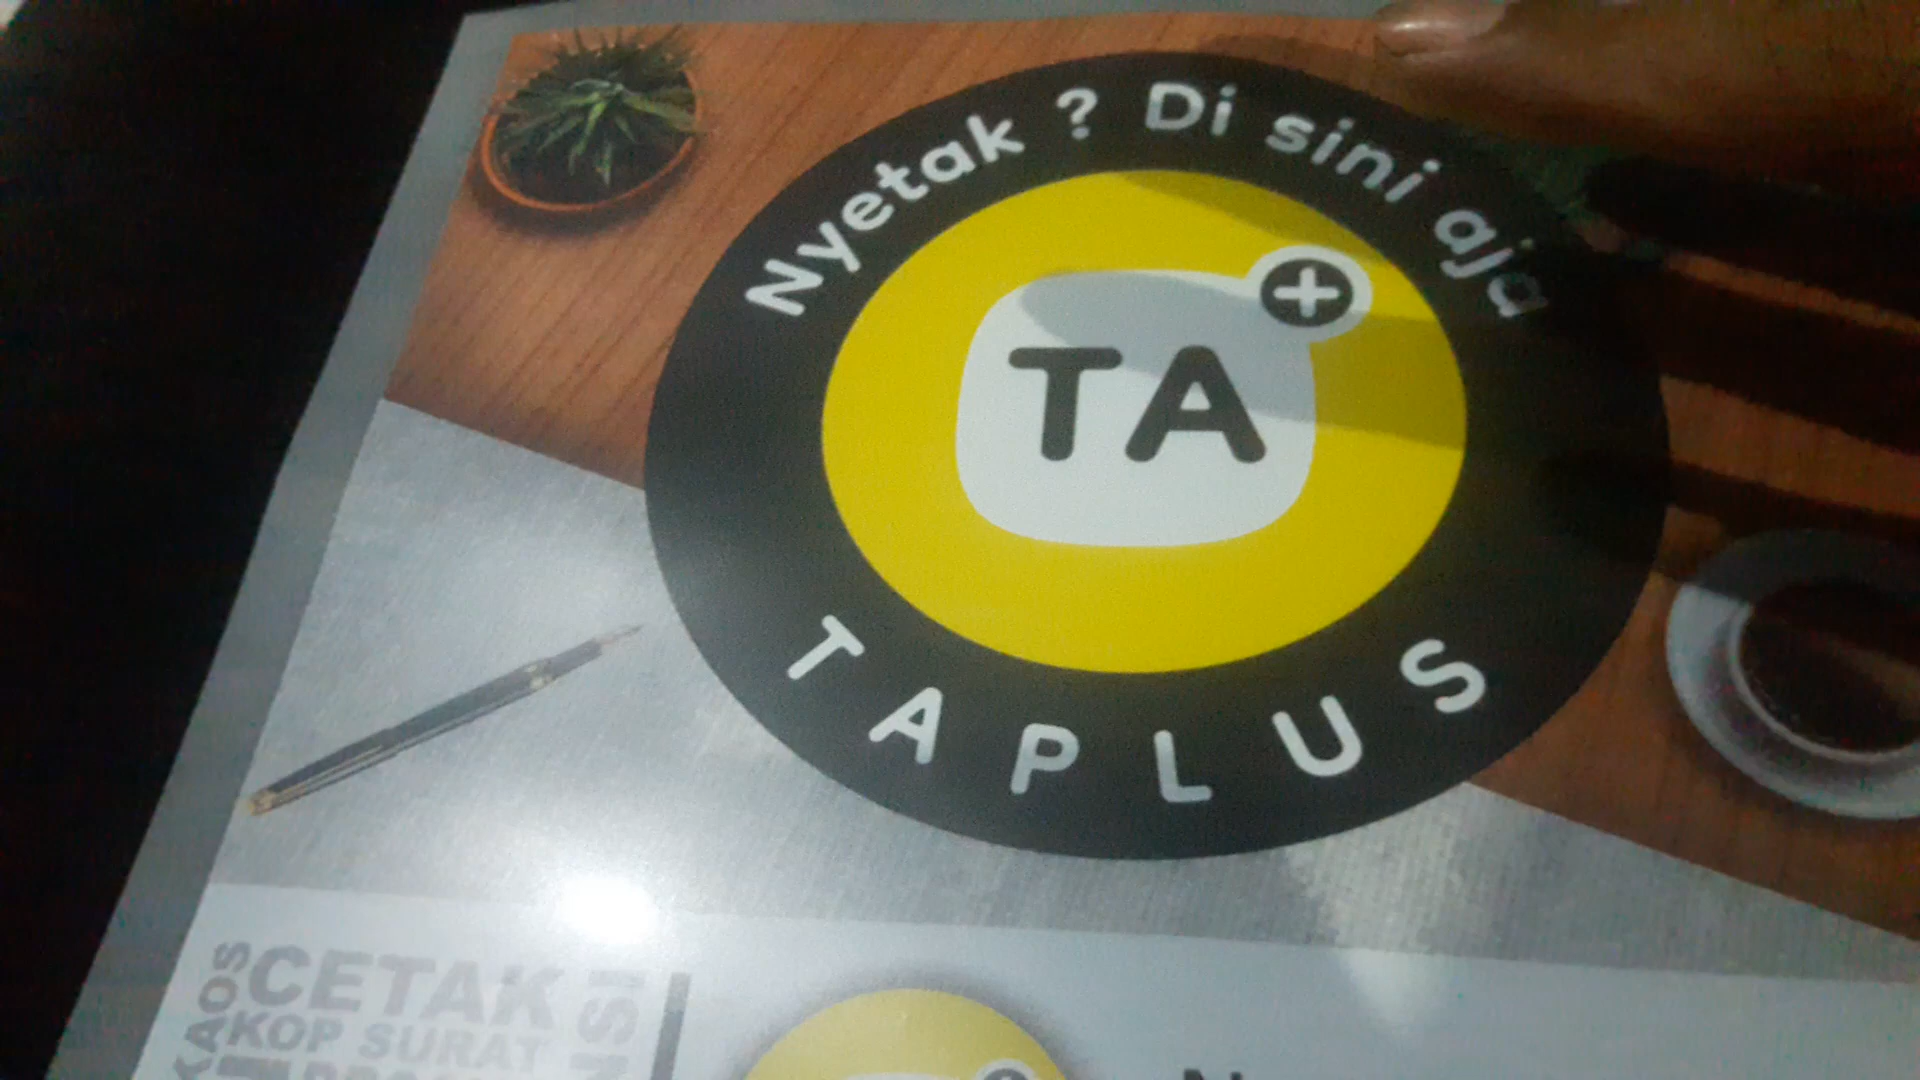 Nyetak ? Di sini aja
TA+
TAPLUS
CETAK
KAOS
KOP SURAT